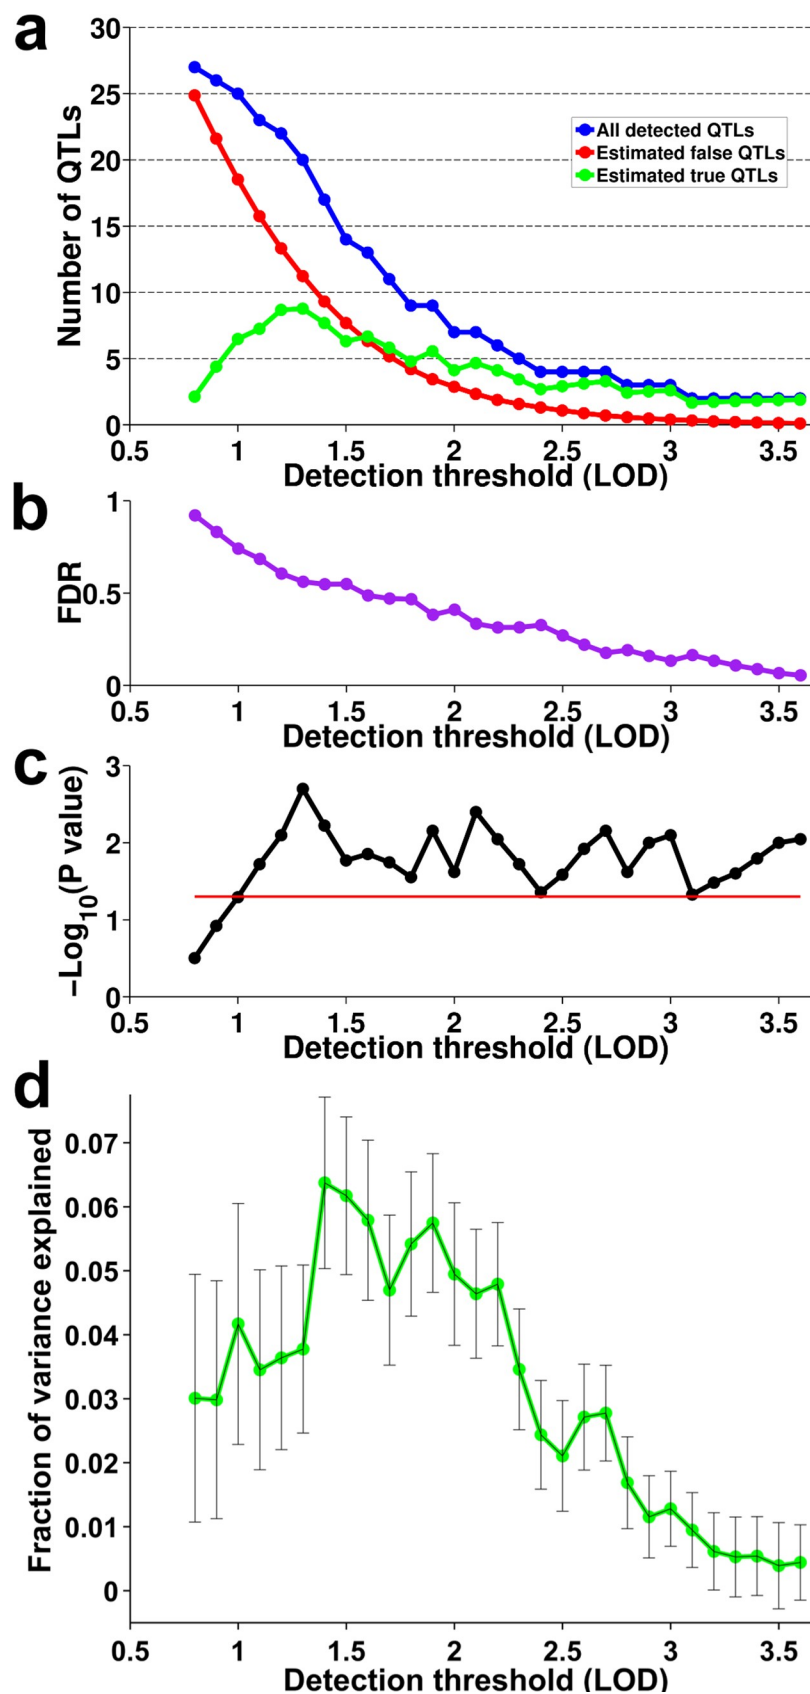 a
30
25
20
15
10
5
0
Number of QTLs
All detected QTLs
Estimated false QTLs
Estimated true QTLs
0.5 1 1.5 2 2.5 3 3.5
Detection threshold (LOD)
b
1
0.5
0
FDR
0.5 1 1.5 2 2.5 3 3.5
Detection threshold (LOD)
c
3
2
1
0
−Log10(P value)
0.5 1 1.5 2 2.5 3 3.5
Detection threshold (LOD)
d
0.07
0.06
0.05
0.04
0.03
0.02
0.01
0
Fraction of variance explained
0.5 1 1.5 2 2.5 3 3.5
Detection threshold (LOD)